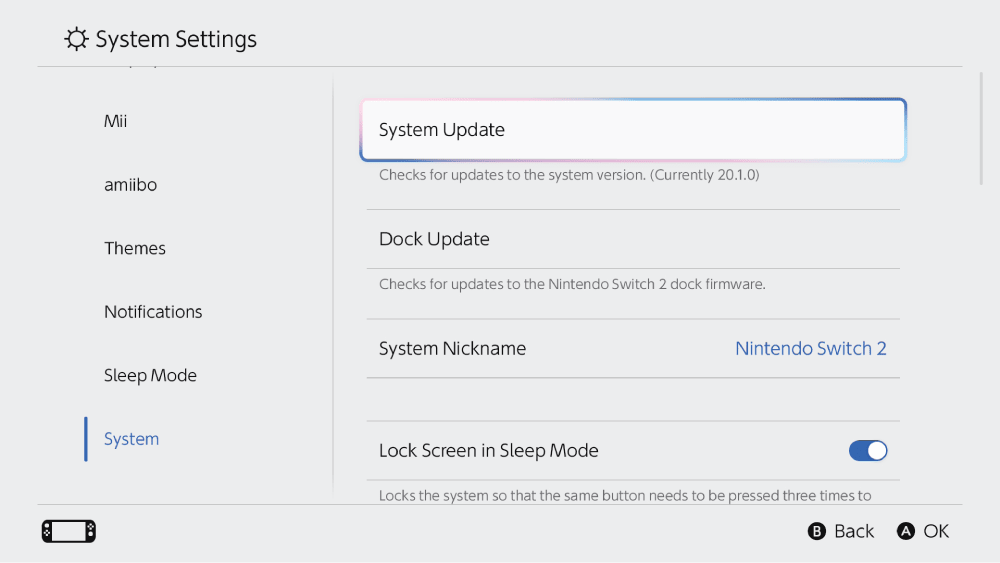 System Settings
Mii
amiibo
Themes
Notifications
Sleep Mode
System
System Update
Checks for updates to the system version. (Currently 20.1.0)
Dock Update
Checks for updates to the Nintendo Switch 2 dock firmware.
System Nickname Nintendo Switch 2
Lock Screen in Sleep Mode
Locks the system so that the same button needs to be pressed three times to
B Back A OK